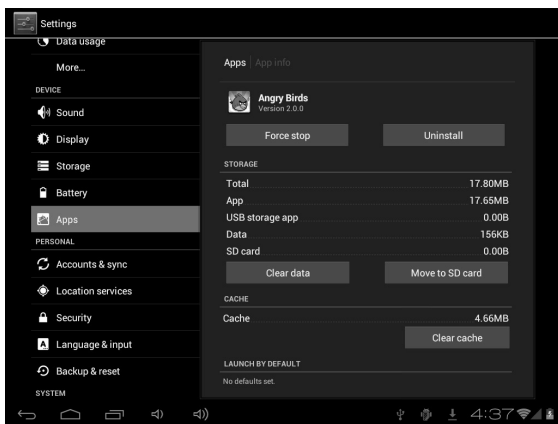 Settings
Data usage
More...
DEVICE
Sound
Display
Storage
Battery
Apps
PERSONAL
Accounts & sync
Location services
Security
Language & input
Backup & reset
SYSTEM
Apps App info
Angry Birds
Version 2.0.0
Force stop Uninstall
STORAGE
Total 17.80MB
App 17.65MB
USB storage app 0.00B
Data 156KB
SD card 0.00B
Clear data Move to SD card
CACHE
Cache 4.66MB
Clear cache
LAUNCH BY DEFAULT
No defaults set.
4:37